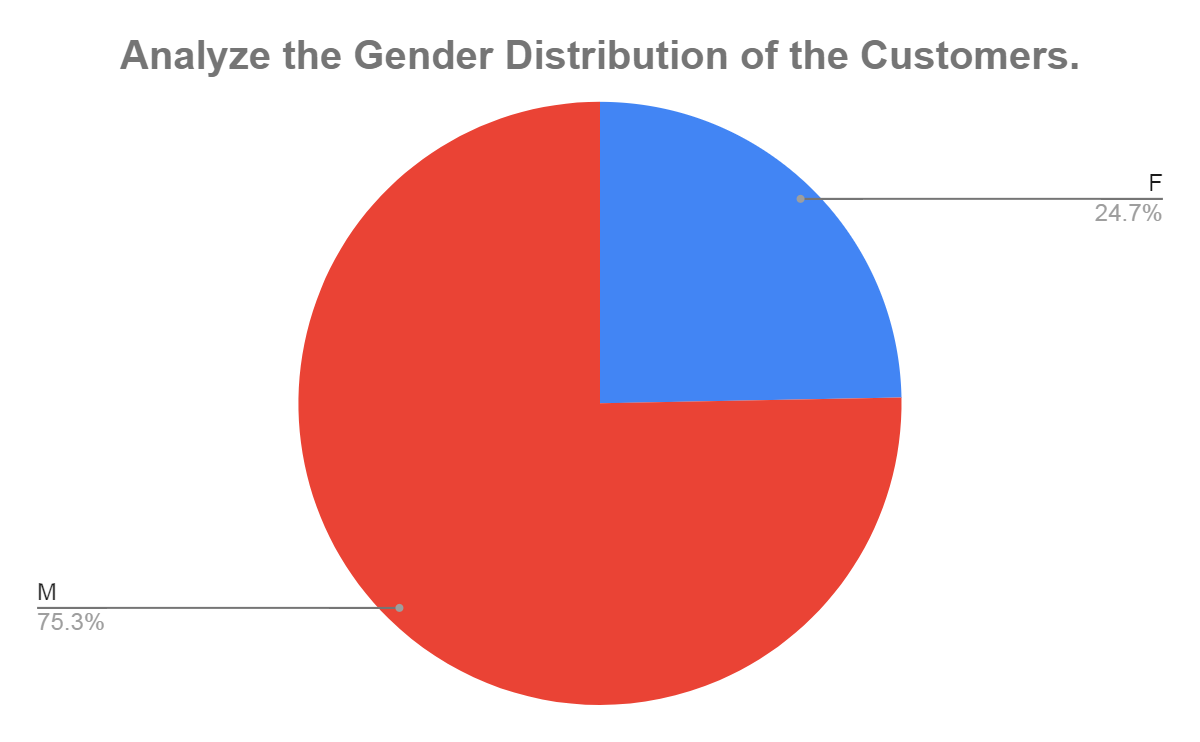 Analyze the Gender Distribution of the Customers.
F
24.7%
M
75.3%